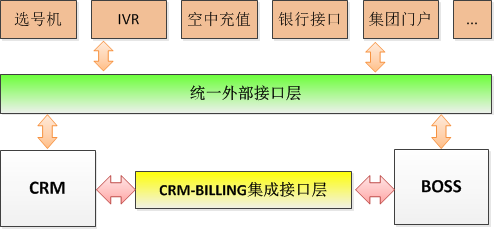 选号机
IVR
空中充值
银行接口
集团门户
...
统一外部接口层
CRM
CRM-BILLING集成接口层
BOSS